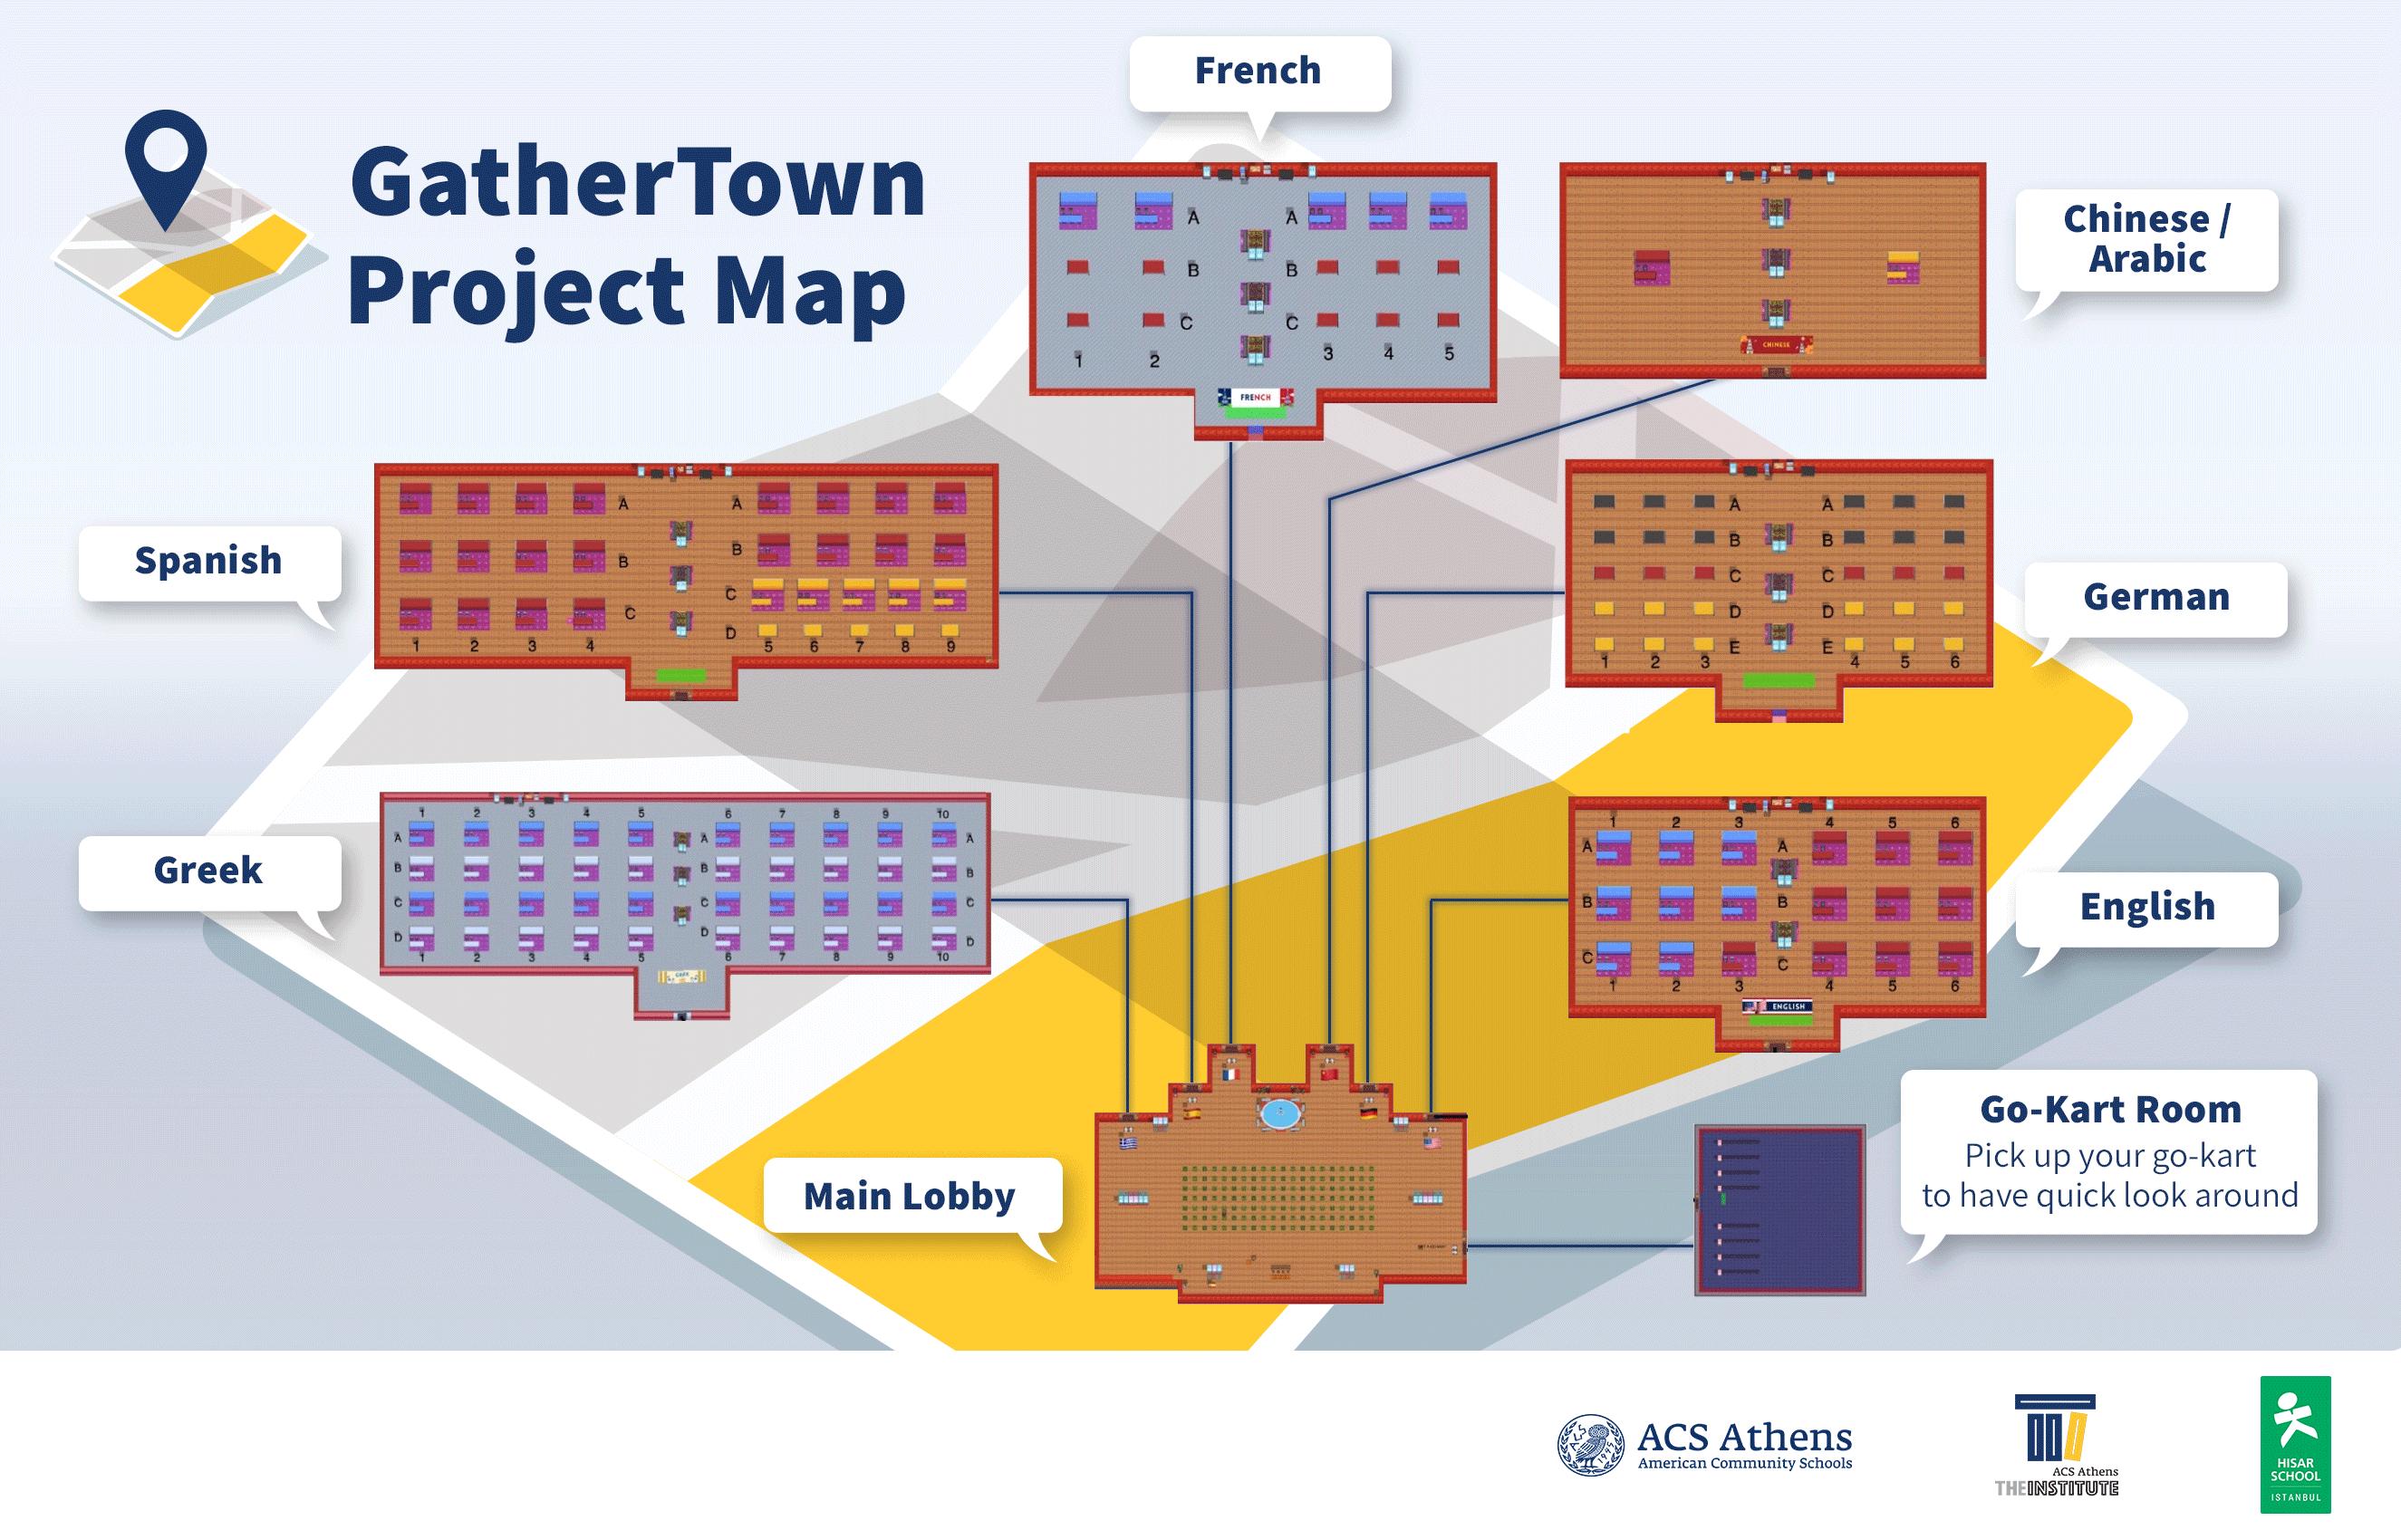 French
GatherTown
Project Map
Chinese /
Arabic
A A
B B
C C
1 2 3 4 5
FRENCH
CHINESE
Spanish
A A
B B
C C
D
1 2 3 4 5 6 7 8 9
German
A A
B B
C C
D D
E E
1 2 3 4 5 6
Greek
1 2 3 4 5 6 7 8 9 10
A A A
B B B
C C C
D D D
1 2 3 4 5 6 7 8 9 10
English
1 2 3 4 5 6
A A
B B
C C
1 2 3 4 5 6
ENGLISH
Main Lobby
Go-Kart Room
Pick up your go-kart
to have quick look around
ACS Athens
American Community Schools
ACS Athens
THEINSTITUTE
HISAR
SCHOOL
ISTANBUL